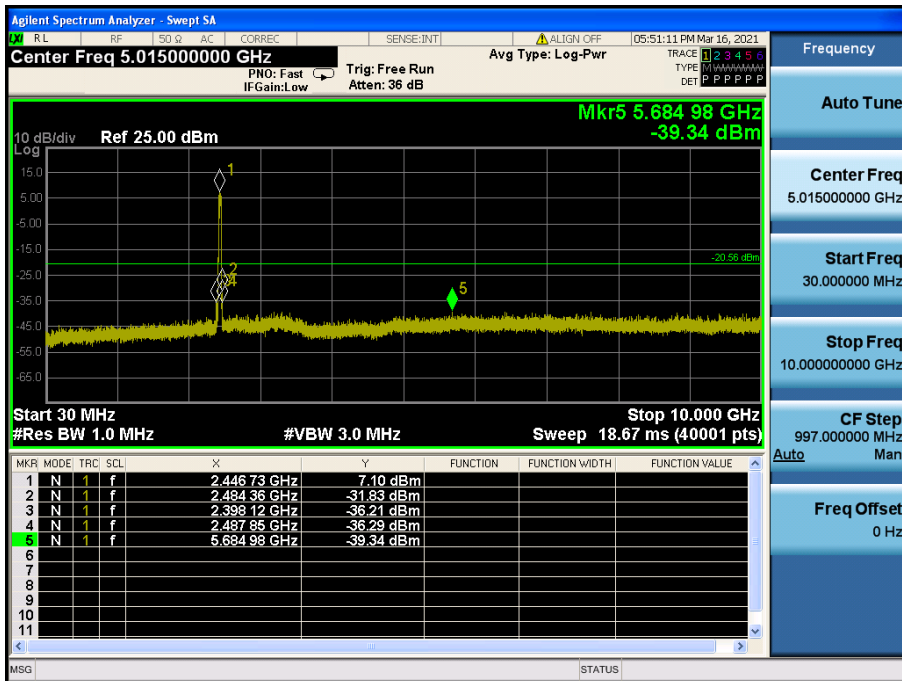 Agilent Spectrum Analyzer - Swept SA
LXI RL RF 50 Ω AC CORREC SENSE:INT ALIGN OFF 05:51:11 PM Mar 16, 2021
Center Freq 5.015000000 GHz
PNO: Fast
IFGain:Low
Trig: Free Run
Atten: 36 dB
Avg Type: Log-Pwr
TRACE 1 2 3 4 5 6
TYPE M W W W W W
DET P P P P P P
Mkr5 5.684 98 GHz
-39.34 dBm
10 dB/div Ref 25.00 dBm
Log
15.0
5.00
-5.00
-15.0
-25.0
-35.0
-45.0
-55.0
-65.0
1
2
4
5
-20.56 dBm
Start 30 MHz Stop 10.000 GHz
#Res BW 1.0 MHz #VBW 3.0 MHz Sweep 18.67 ms (40001 pts)
MKR MODE TRC SCL X Y FUNCTION FUNCTION WIDTH FUNCTION VALUE
1 N 1 f 2.446 73 GHz 7.10 dBm
2 N 1 f 2.484 36 GHz -31.83 dBm
3 N 1 f 2.398 12 GHz -36.21 dBm
4 N 1 f 2.487 85 GHz -36.29 dBm
5 N 1 f 5.684 98 GHz -39.34 dBm
6
7
8
9
10
11
MSG STATUS
Frequency
Auto Tune
Center Freq
5.015000000 GHz
Start Freq
30.000000 MHz
Stop Freq
10.000000000 GHz
CF Step
997.000000 MHz
Auto Man
Freq Offset
0 Hz